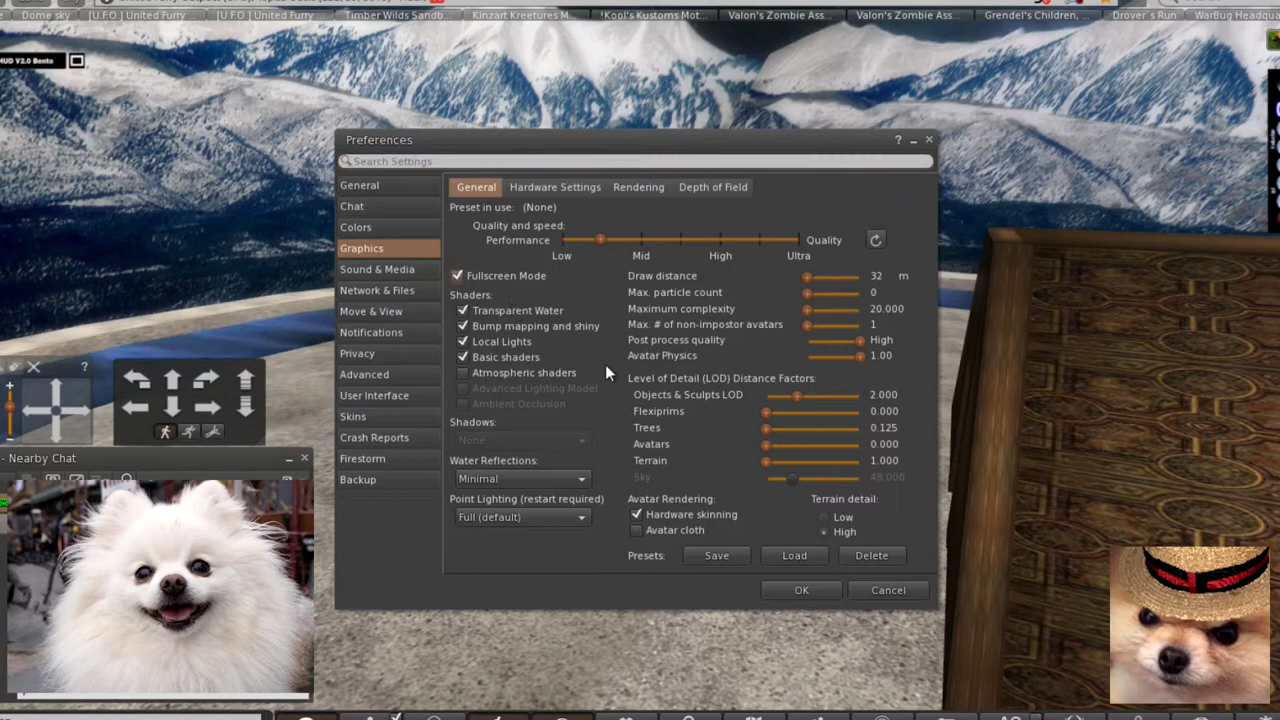 Dome sky
[U.F.O ] United Furry
[U.F.O ] United Furry
Timber Wilds Sandb...
Kinzart Kreetures M...
!Kool's Kustoms Mot...
Valon's Zombie Ass...
Valon's Zombie Ass...
Grendel's Children, ...
Drover's Run
WarBug Headqua
HUD V2.0 Bento
Preferences
?
Search Settings
General
Chat
Colors
Graphics
Sound & Media
Network & Files
Move & View
Notifications
Privacy
Advanced
User Interface
Skins
Crash Reports
Firestorm
Backup
General
Hardware Settings
Rendering
Depth of Field
Preset in use: (None)
Quality and speed:
Performance
Quality
Low
Mid
High
Ultra
Fullscreen Mode
Shaders:
Transparent Water
Bump mapping and shiny
Local Lights
Basic shaders
Atmospheric shaders
Advanced Lighting Model
Ambient Occlusion
Shadows:
None
Water Reflections:
Minimal
Point Lighting (restart required)
Full (default)
Draw distance 32 m
Max. particle count 0
Maximum complexity 20.000
Max. # of non-impostor avatars 1
Post process quality High
Avatar Physics 1.00
Level of Detail (LOD) Distance Factors:
Objects & Sculpts LOD 2.000
Flexiprims 0.000
Trees 0.125
Avatars 0.000
Terrain 1.000
Sky 48.000
Avatar Rendering:
Hardware skinning
Avatar cloth
Terrain detail:
Low
High
Presets: Save Load Delete
OK Cancel
?
- Nearby Chat